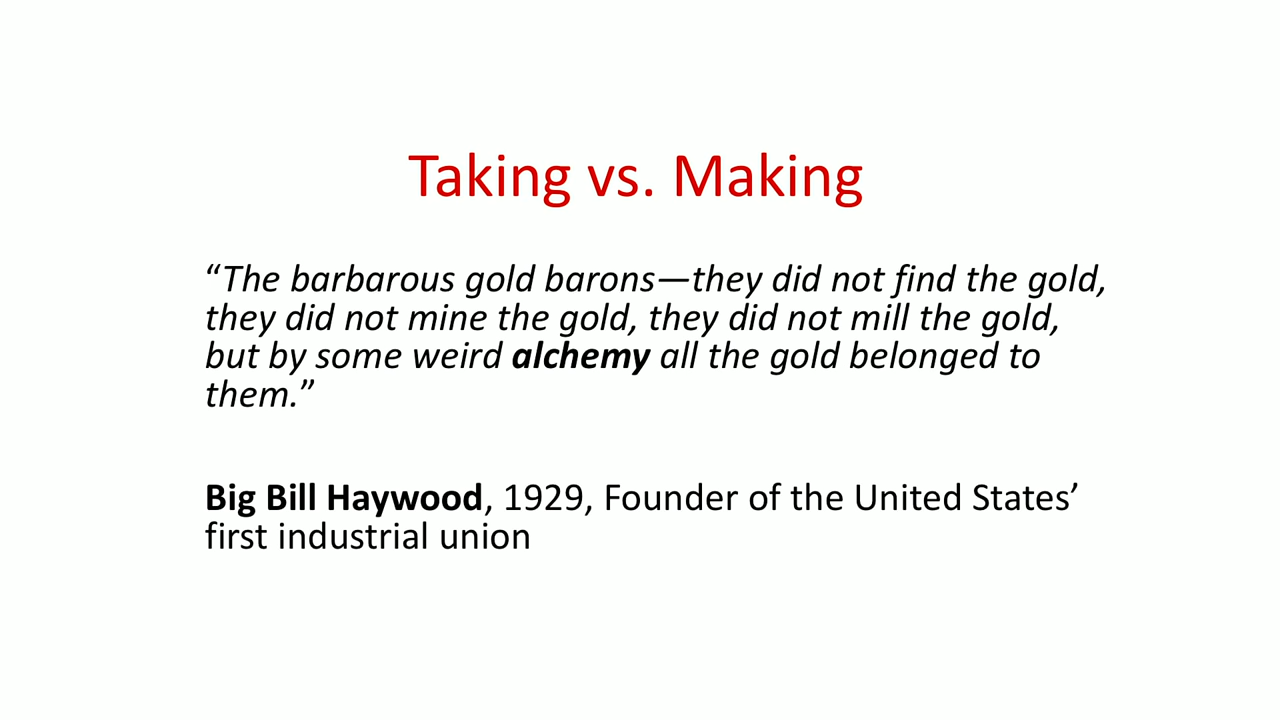 Taking vs. Making
“The barbarous gold barons—they did not find the gold,
they did not mine the gold, they did not mill the gold,
but by some weird alchemy all the gold belonged to
them.”
Big Bill Haywood, 1929, Founder of the United States’
first industrial union